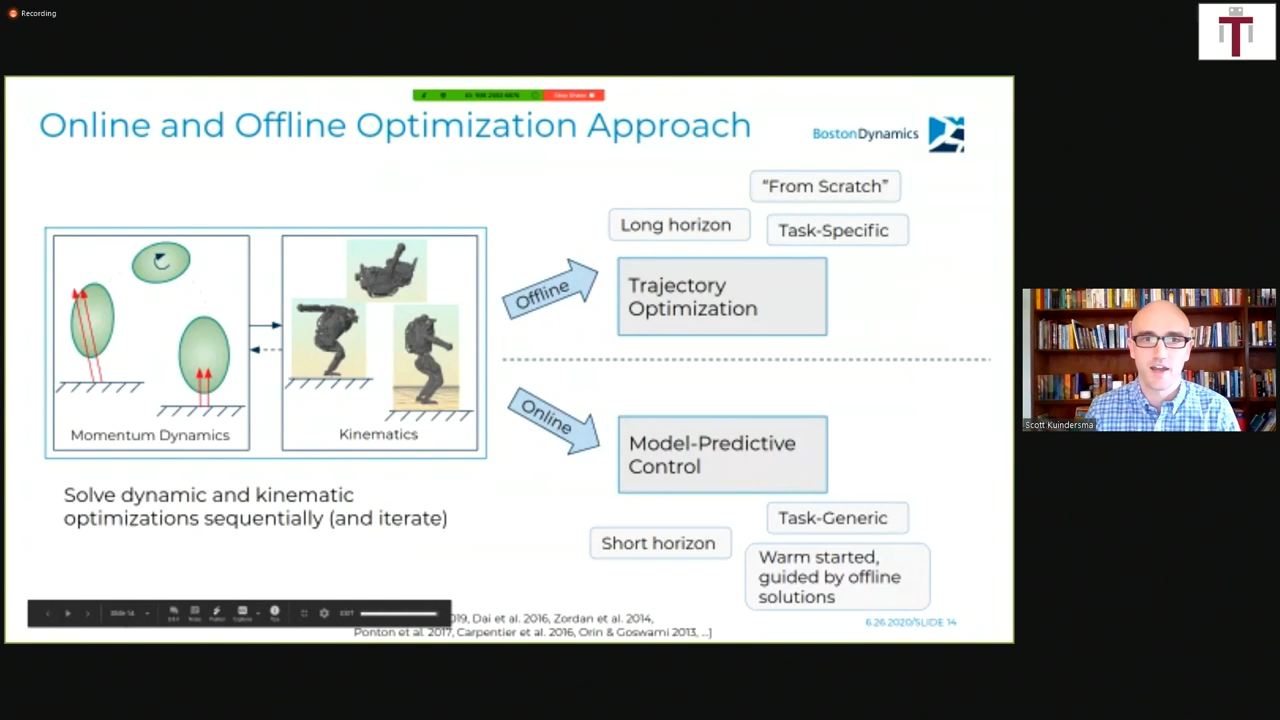 Recording
Online and Offline Optimization Approach
BostonDynamics
"From Scratch"
Long horizon
Task-Specific
Offline
Trajectory
Optimization
Momentum Dynamics
Kinematics
Online
Model-Predictive
Control
Solve dynamic and kinematic
optimizations sequentially (and iterate)
Task-Generic
Short horizon
Warm started,
guided by offline
solutions
EXIT
Dai et al. 2016, Zordan et al. 2014,
Ponton et al. 2017, Carpentier et al. 2016, Orin & Goswami 2013, ...]
6.26.2020/SLIDE 14
Scott Kuindersma